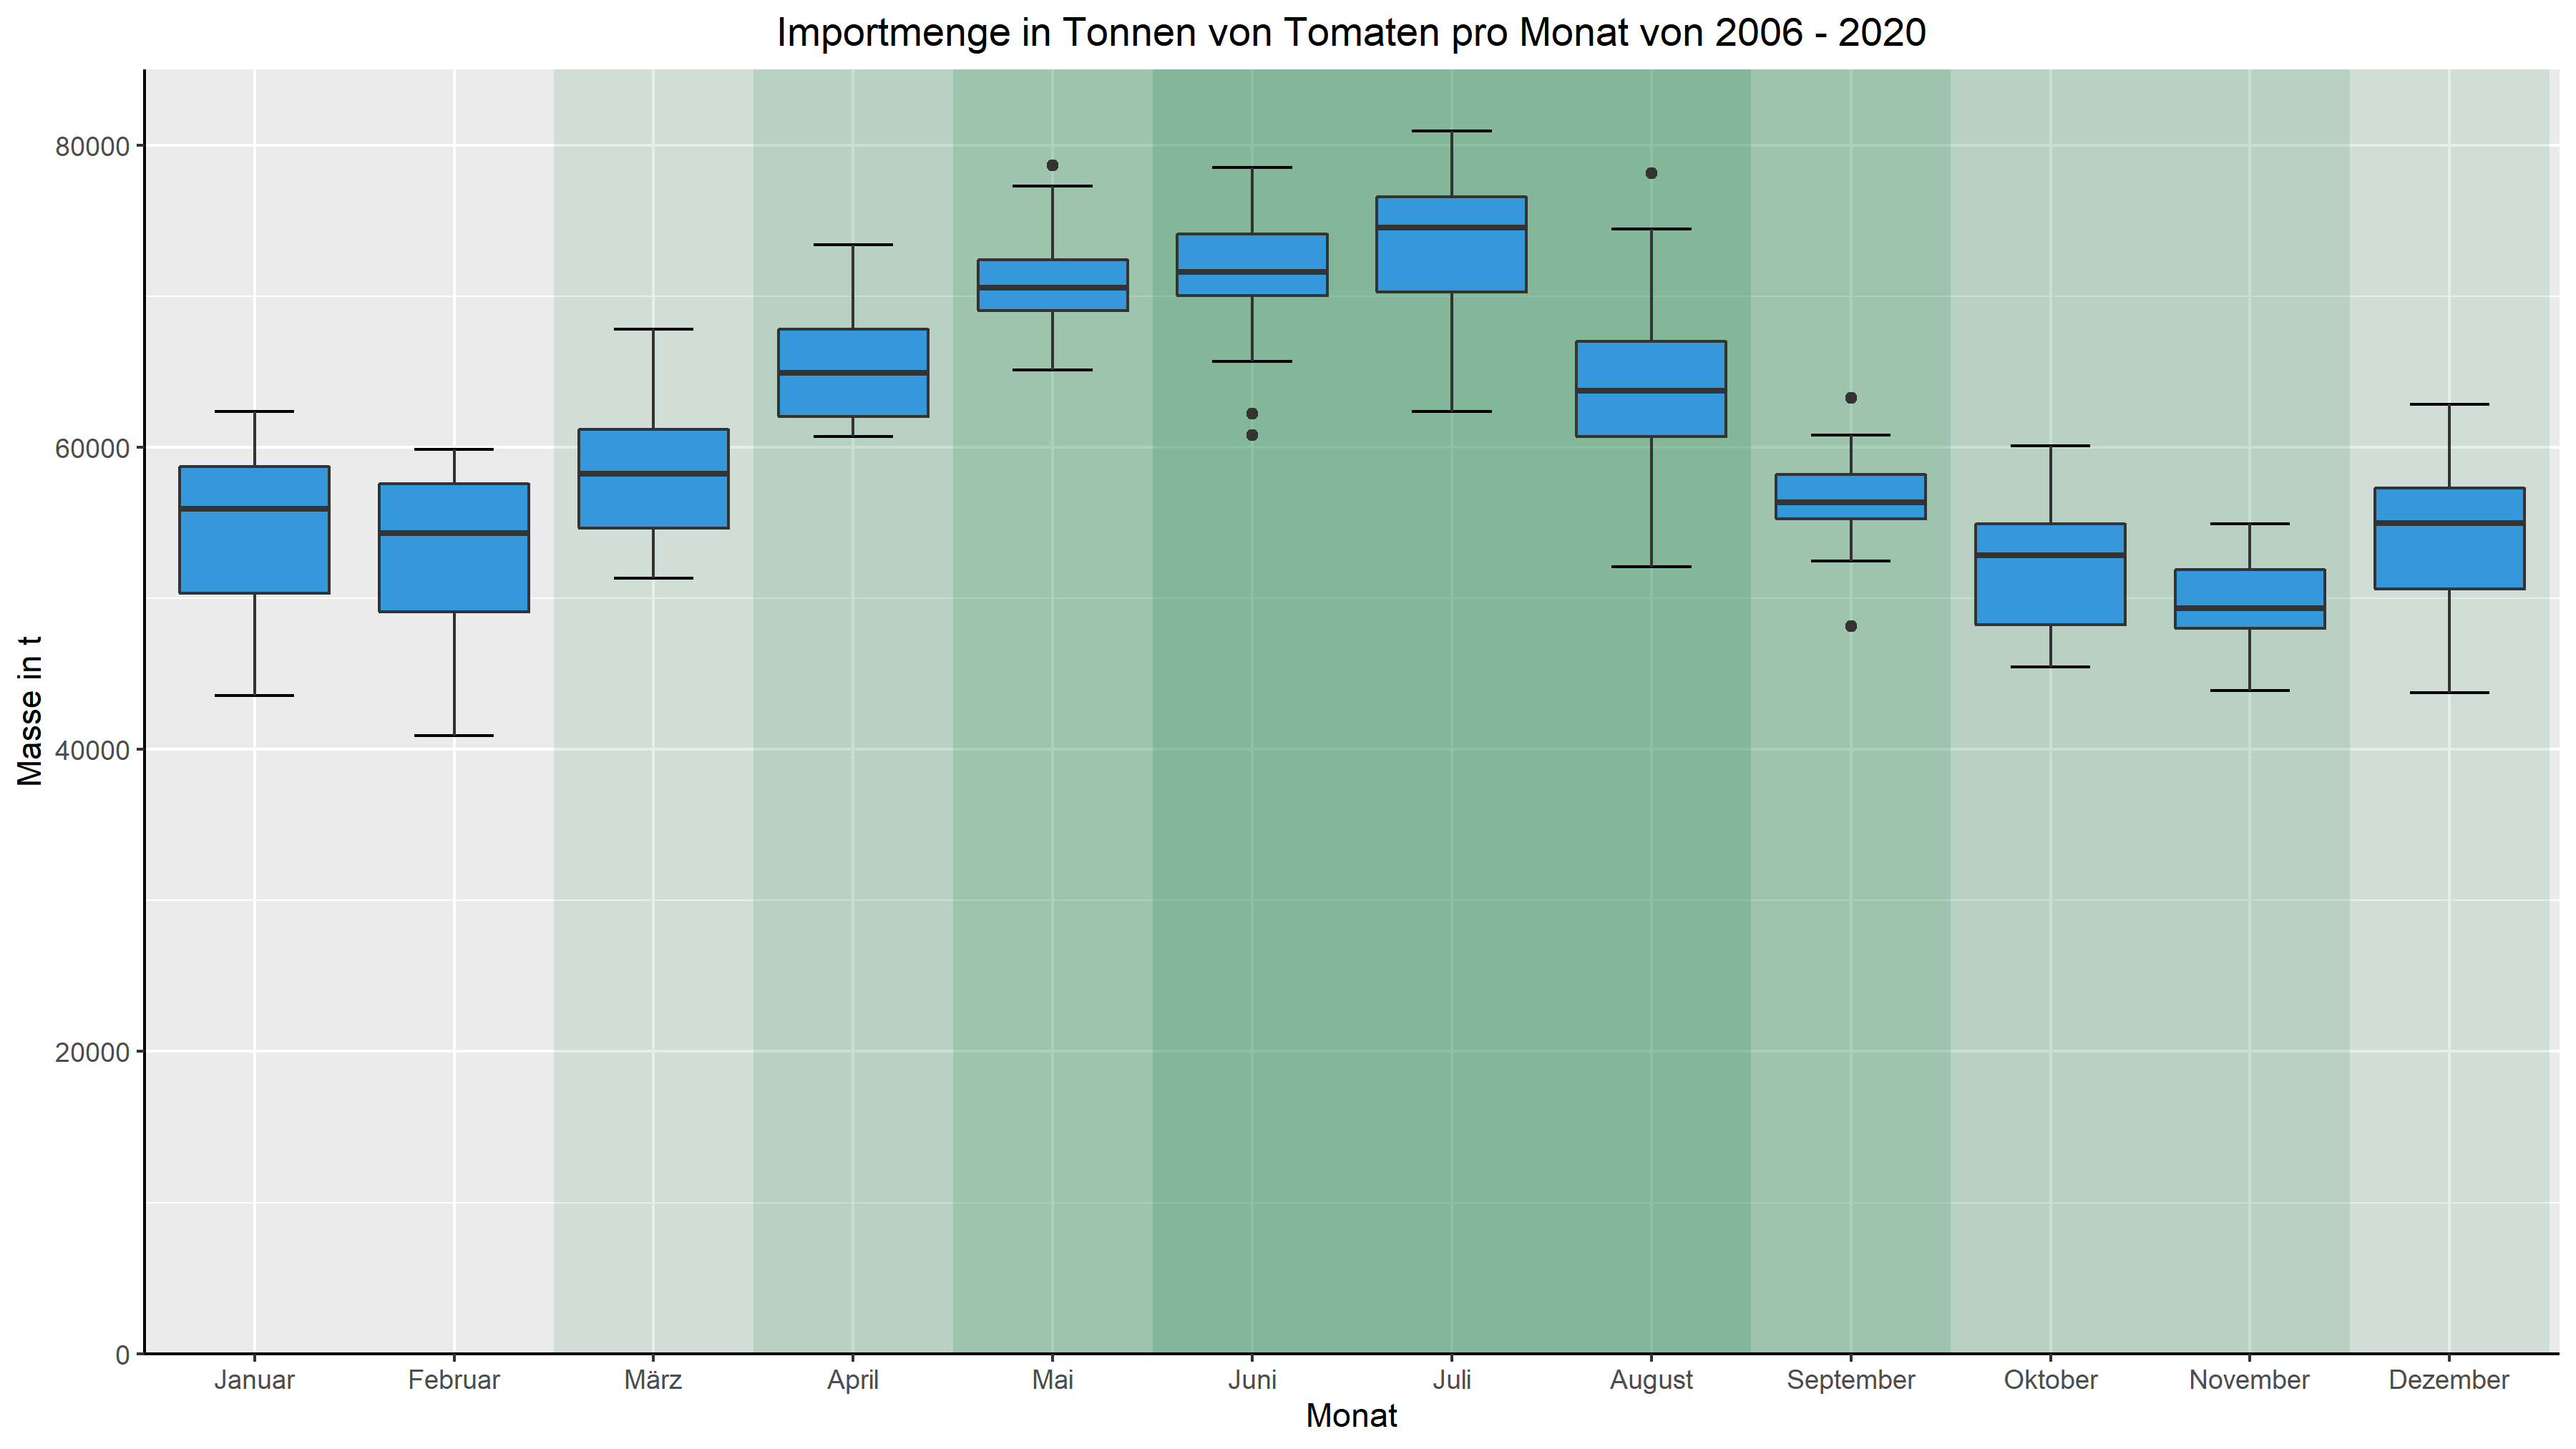 Importmenge in Tonnen von Tomaten pro Monat von 2006 - 2020
80000
60000
40000
20000
0
Masse in t
Januar Februar März April Mai Juni Juli August September Oktober November Dezember
Monat